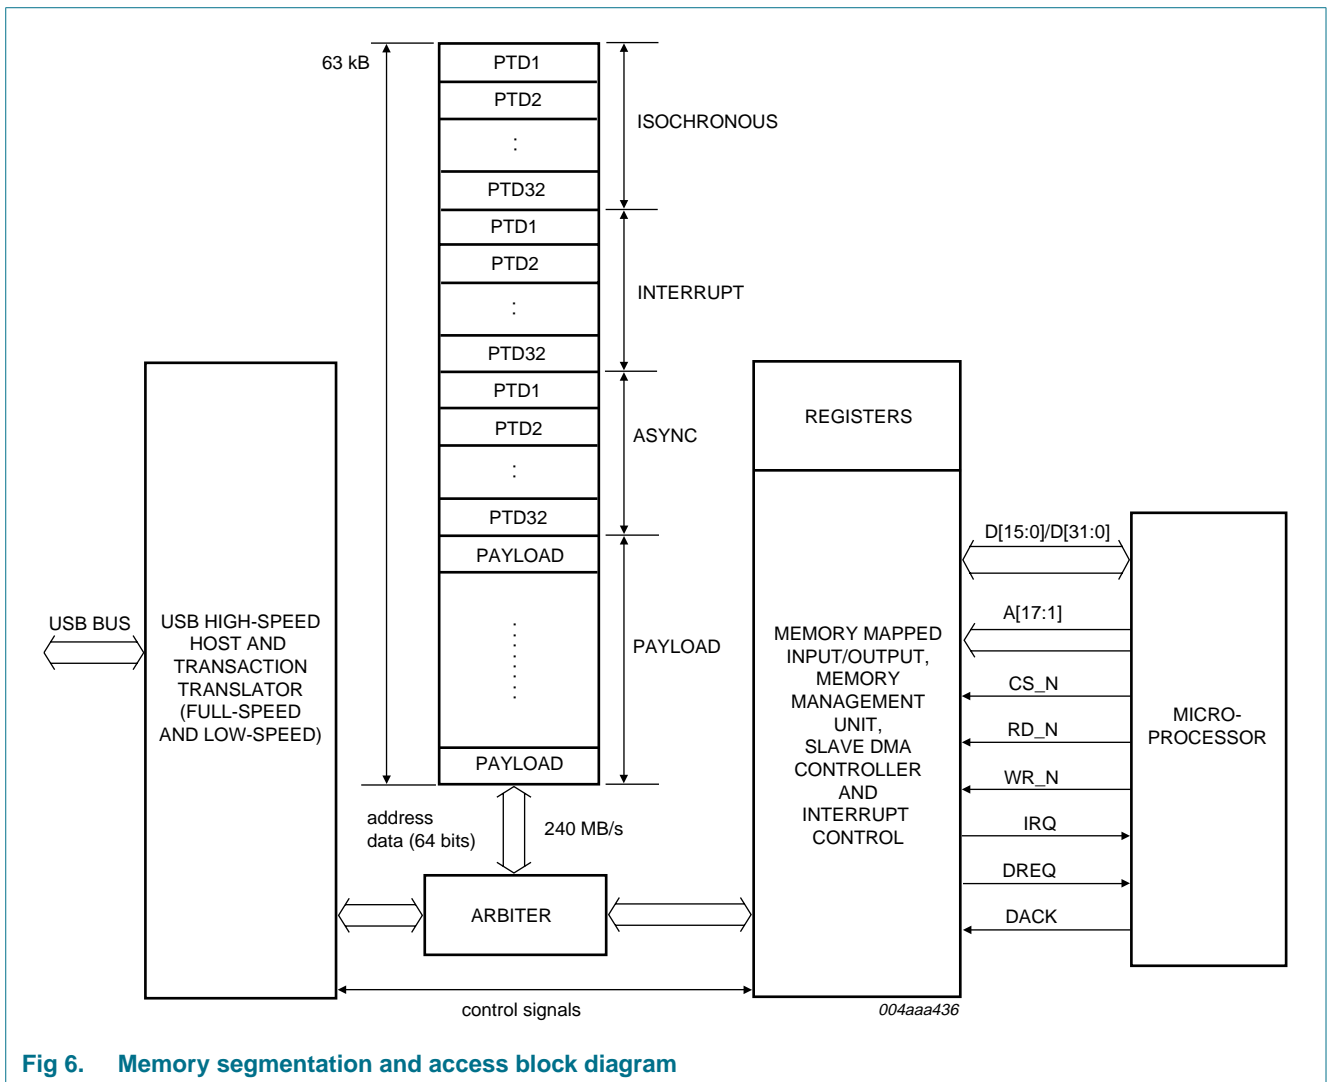 63 kB
PTD1
PTD2
:
PTD32
ISOCHRONOUS
PTD1
PTD2
:
PTD32
INTERRUPT
PTD1
PTD2
:
PTD32
ASYNC
PAYLOAD
PAYLOAD
PAYLOAD
USB BUS
USB HIGH-SPEED
HOST AND
TRANSACTION
TRANSLATOR
(FULL-SPEED
AND LOW-SPEED)
address
data (64 bits)
240 MB/s
ARBITER
control signals
REGISTERS
MEMORY MAPPED
INPUT/OUTPUT,
MEMORY
MANAGEMENT
UNIT,
SLAVE DMA
CONTROLLER
AND
INTERRUPT
CONTROL
D[15:0]/D[31:0]
A[17:1]
CS_N
RD_N
WR_N
IRQ
DREQ
DACK
MICRO-
PROCESSOR
004aaa436
Fig 6. Memory segmentation and access block diagram